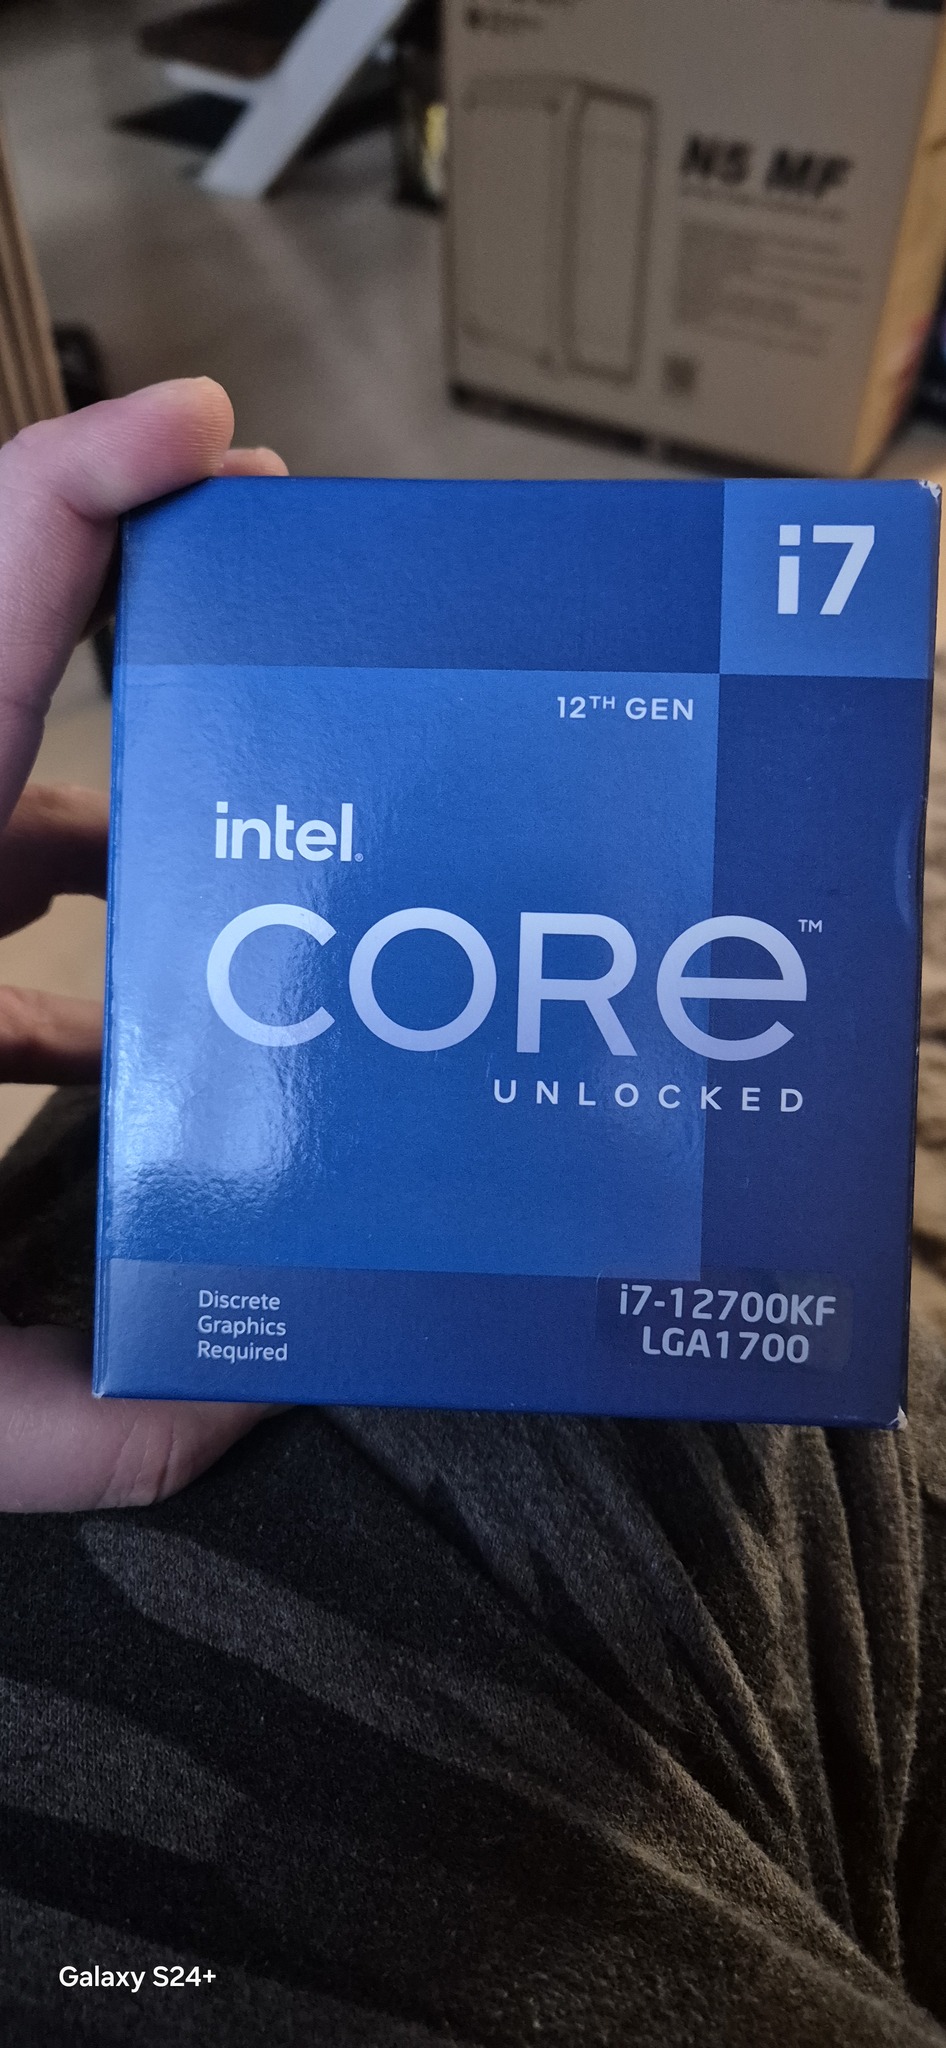 N5 MF
i7
12TH GEN
intel®
CORE™
UNLOCKED
Discrete
Graphics
Required
i7-12700KF
LGA1700
Galaxy S24+